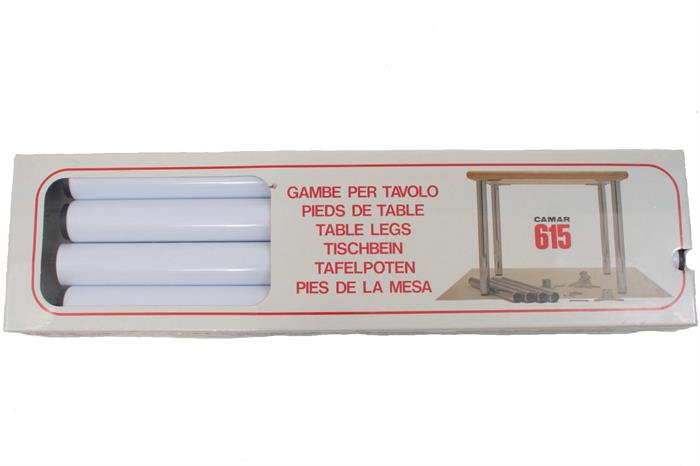 GAMBE PER TAVOLO
PIEDS DE TABLE
TABLE LEGS
TISCHBEIN
TAFELPOTEN
PIES DE LA MESA
CAMAR
615